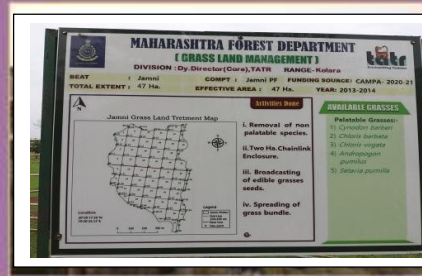 MAHARASHTRA FOREST DEPARTMENT
( GRASS LAND MANAGEMENT )
DIVISION : Dy.Director(Core),TATR RANGE- Kolara
tatr
BEAT : Jamni COMPT : Jamni PF FUNDING SOURCE: CAMPA- 2020-21
TOTAL EXTENT : 47 Ha. EFFECTIVE AREA : 47 Ha. YEAR: 2013-2014
Jamni Grass Land Tretment Map
Activities Done
i. Removal of non
palatable species.
ii.Two Ha.Chainlink
Enclosure.
iii. Broadcasting
of edible grasses
seeds.
iv. Spreading of
grass bundle.
AVAILABLE GRASSES
Palatable Grasses:-
1) Cynodon barberi
2) Chloris barbata
3) Chloris virgata
4) Andropogan
pumilus
5) Setaria pumilla
Legend